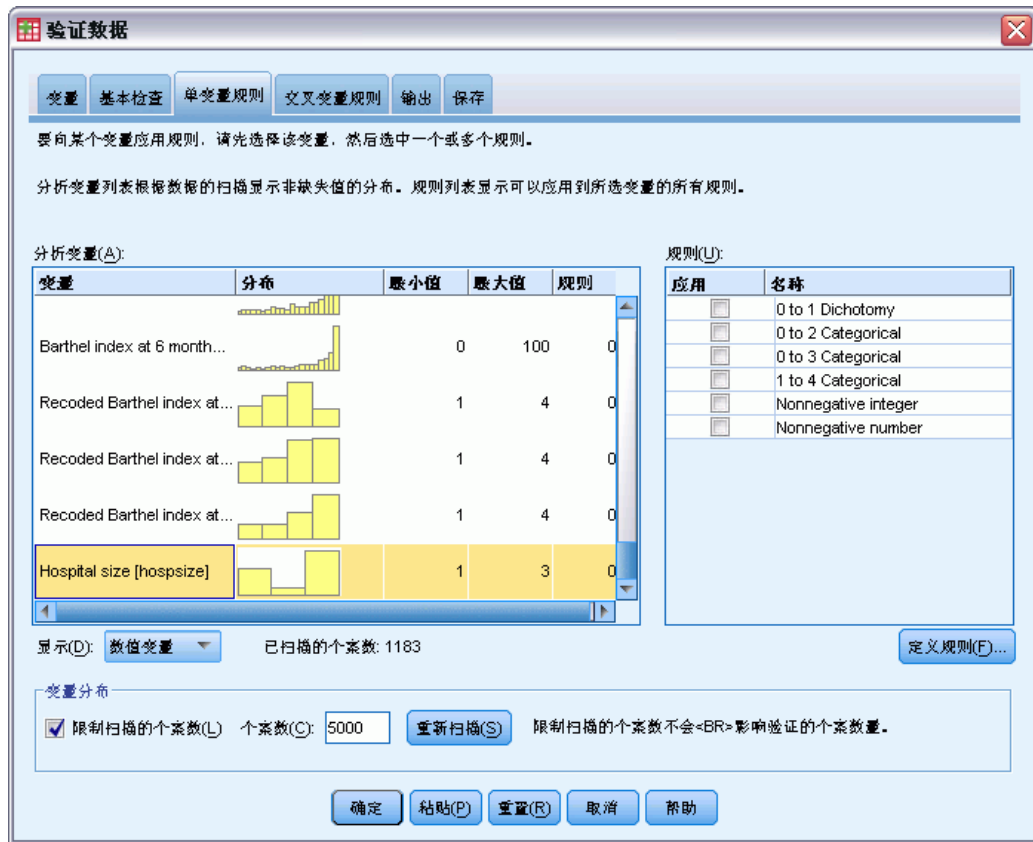 验证数据
变量 基本检查 单变量规则 交叉变量规则 输出 保存
要向某个变量应用规则，请先选择该变量，然后选中一个或多个规则。
分析变量列表根据数据的扫描显示非缺失值的分布。规则列表显示可以应用到所选变量的所有规则。
分析变量(A):
变量 分布 最小值 最大值 规则
Barthel index at 6 month... 0 100 0
Recoded Barthel index at... 1 4 0
Recoded Barthel index at... 1 4 0
Recoded Barthel index at... 1 4 0
Hospital size [hospsize] 1 3 0
规则(U):
应用 名称
0 to 1 Dichotomy
0 to 2 Categorical
0 to 3 Categorical
1 to 4 Categorical
Nonnegative integer
Nonnegative number
显示(D): 数值变量 已扫描的个案数: 1183
定义规则(F)...
变量分布
限制扫描的个案数(L) 个案数(C): 5000 重新扫描(S) 限制扫描的个案数不会<BR>影响验证的个案数量。
确定 粘贴(P) 重置(R) 取消 帮助